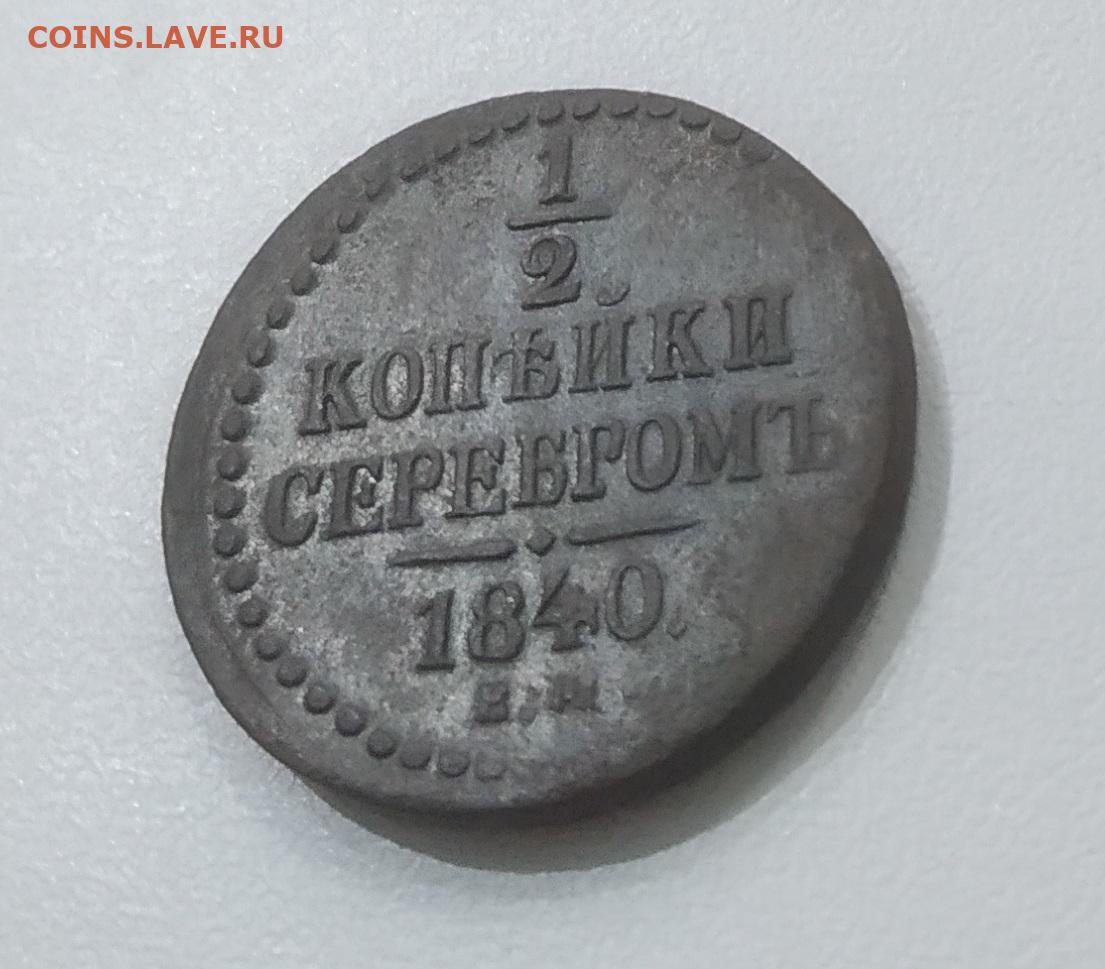 COINS.LAVE.RU
1
2.
КОПѢЙКИ
СЕРЕБРОМЪ
1840.
Е.М.